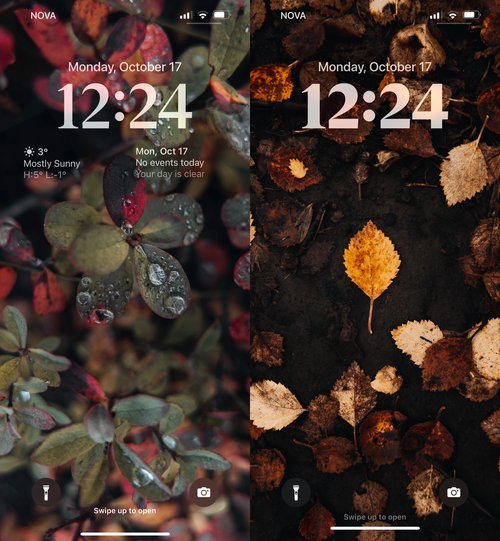 NOVA
Monday, October 17
12:24
3°
Mostly Sunny
H:5° L:-1°
Mon, Oct 17
No events today
Your day is clear
Swipe up to open
NOVA
Monday, October 17
12:24
Swipe up to open